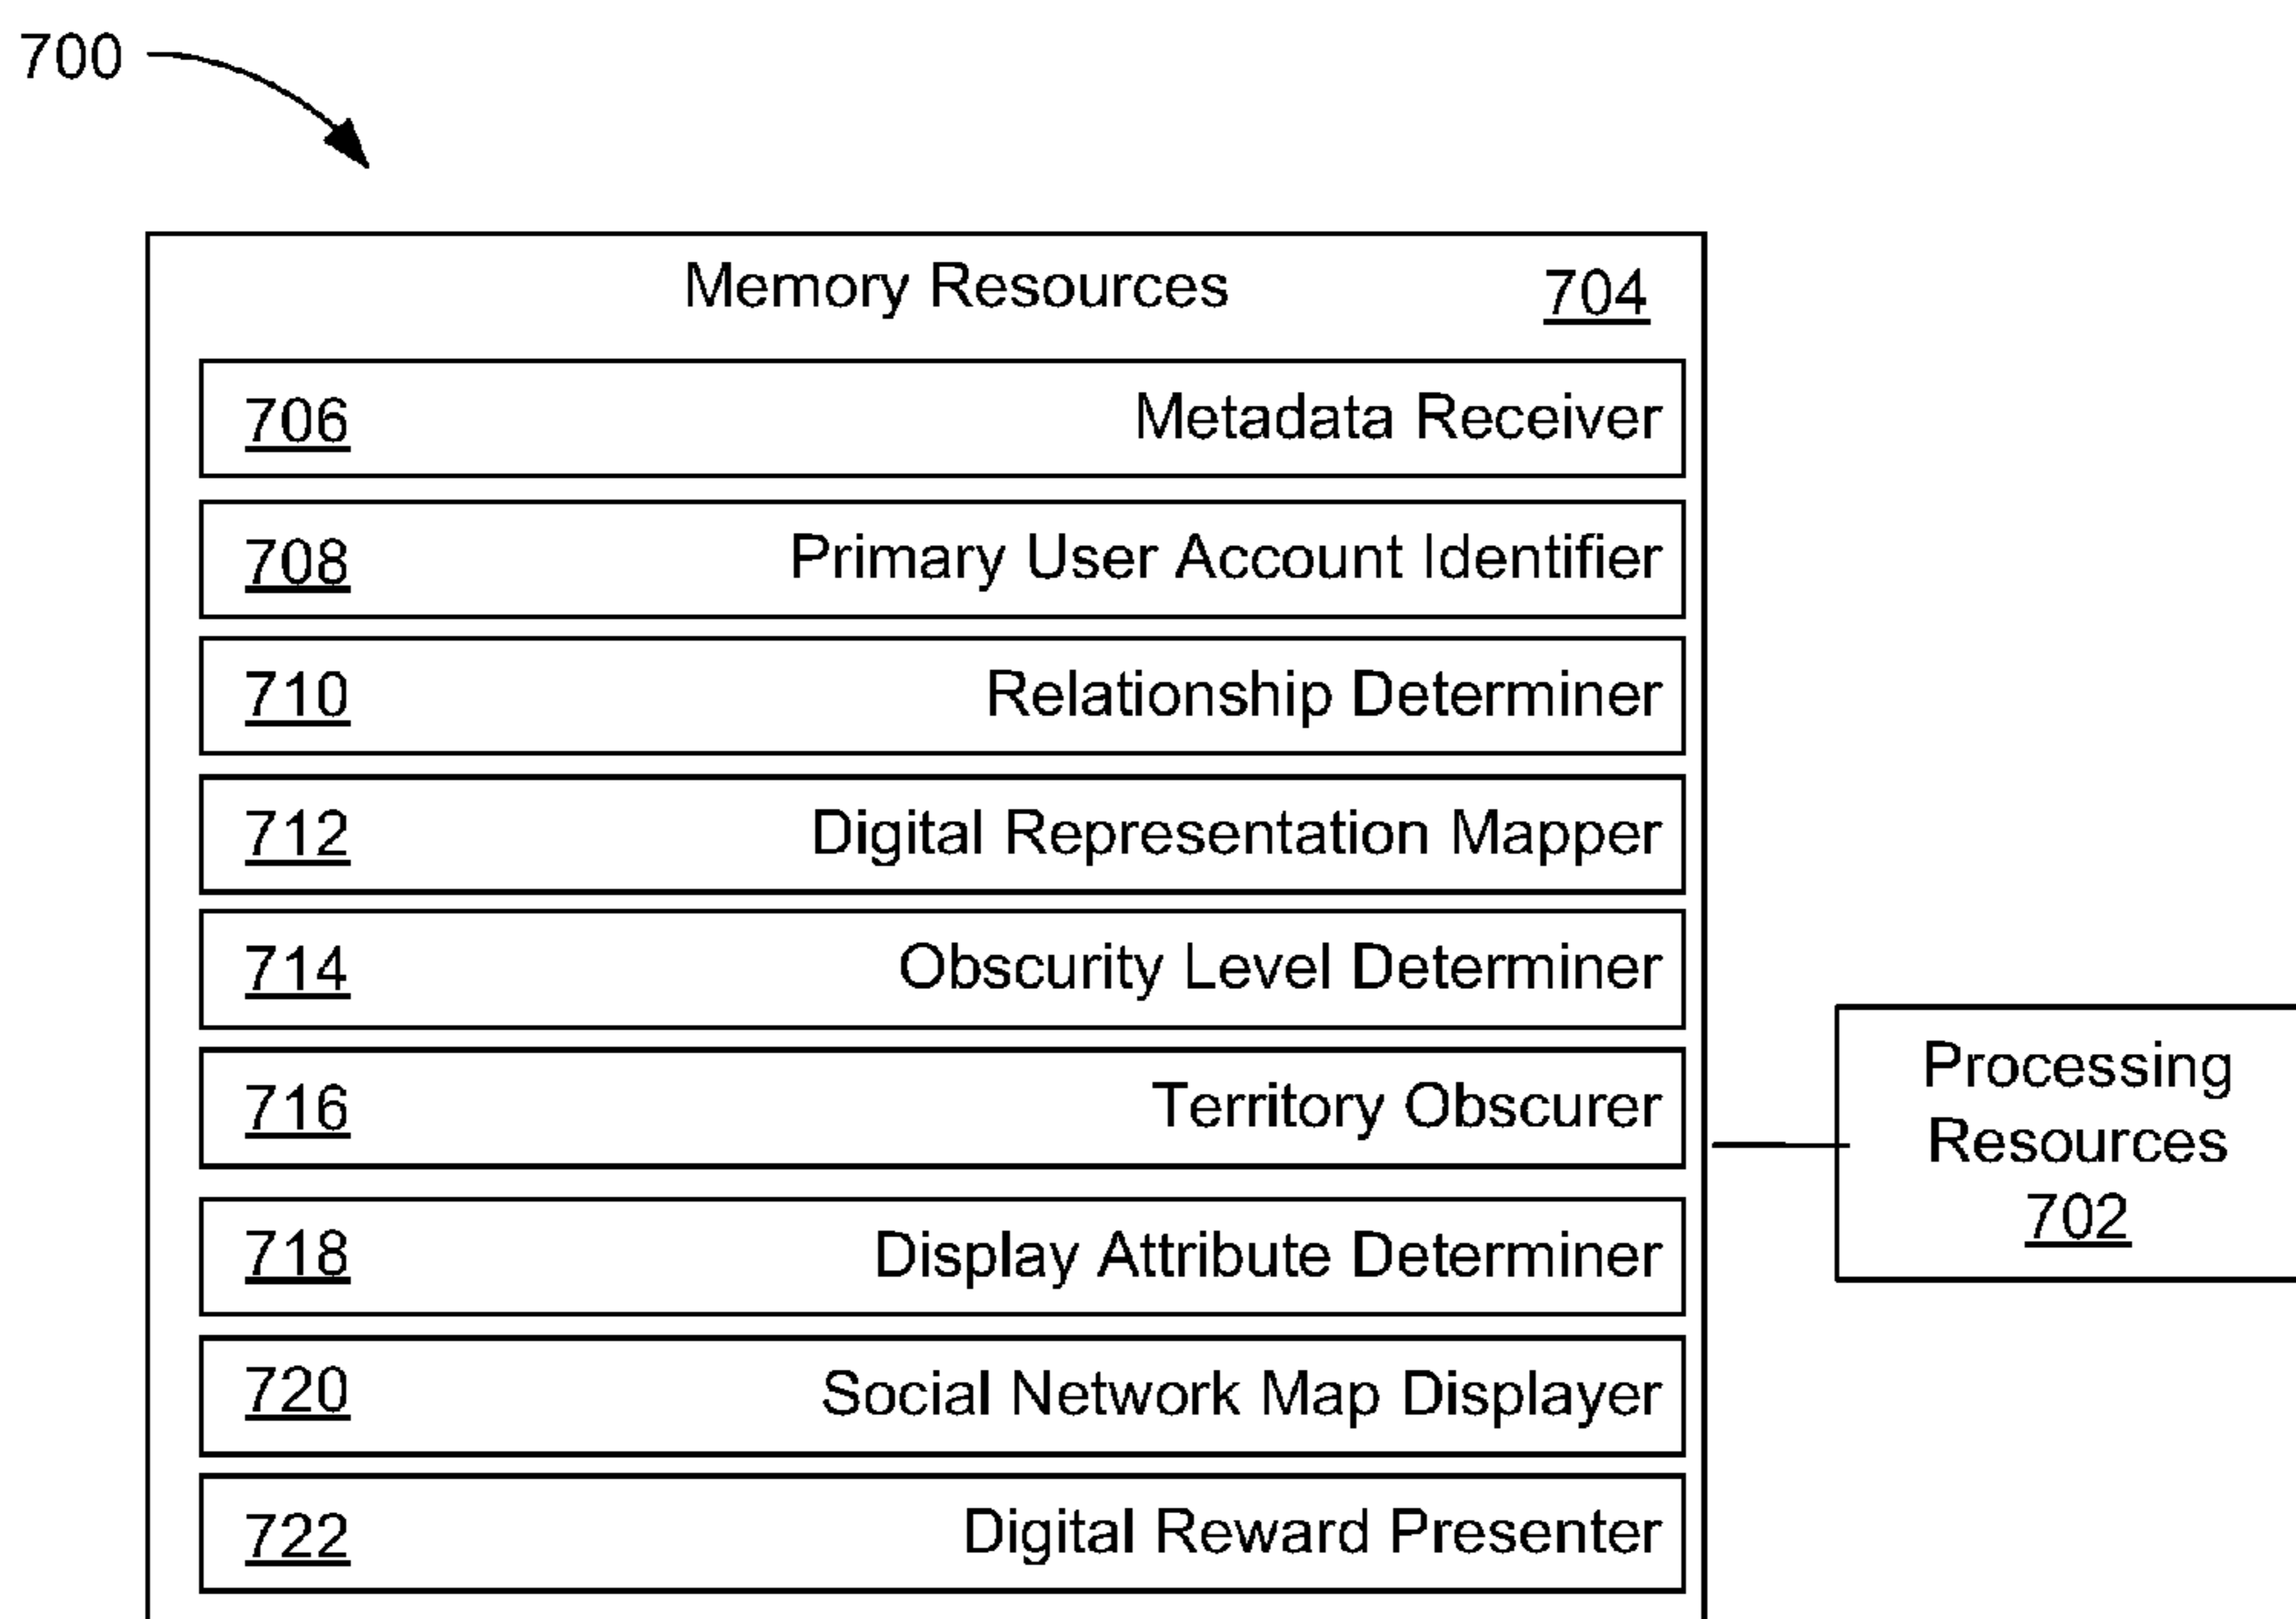 700
Memory Resources 704
706 Metadata Receiver
708 Primary User Account Identifier
710 Relationship Determiner
712 Digital Representation Mapper
714 Obscurity Level Determiner
716 Territory Obscurer
718 Display Attribute Determiner
720 Social Network Map Displayer
722 Digital Reward Presenter
Processing
Resources
702